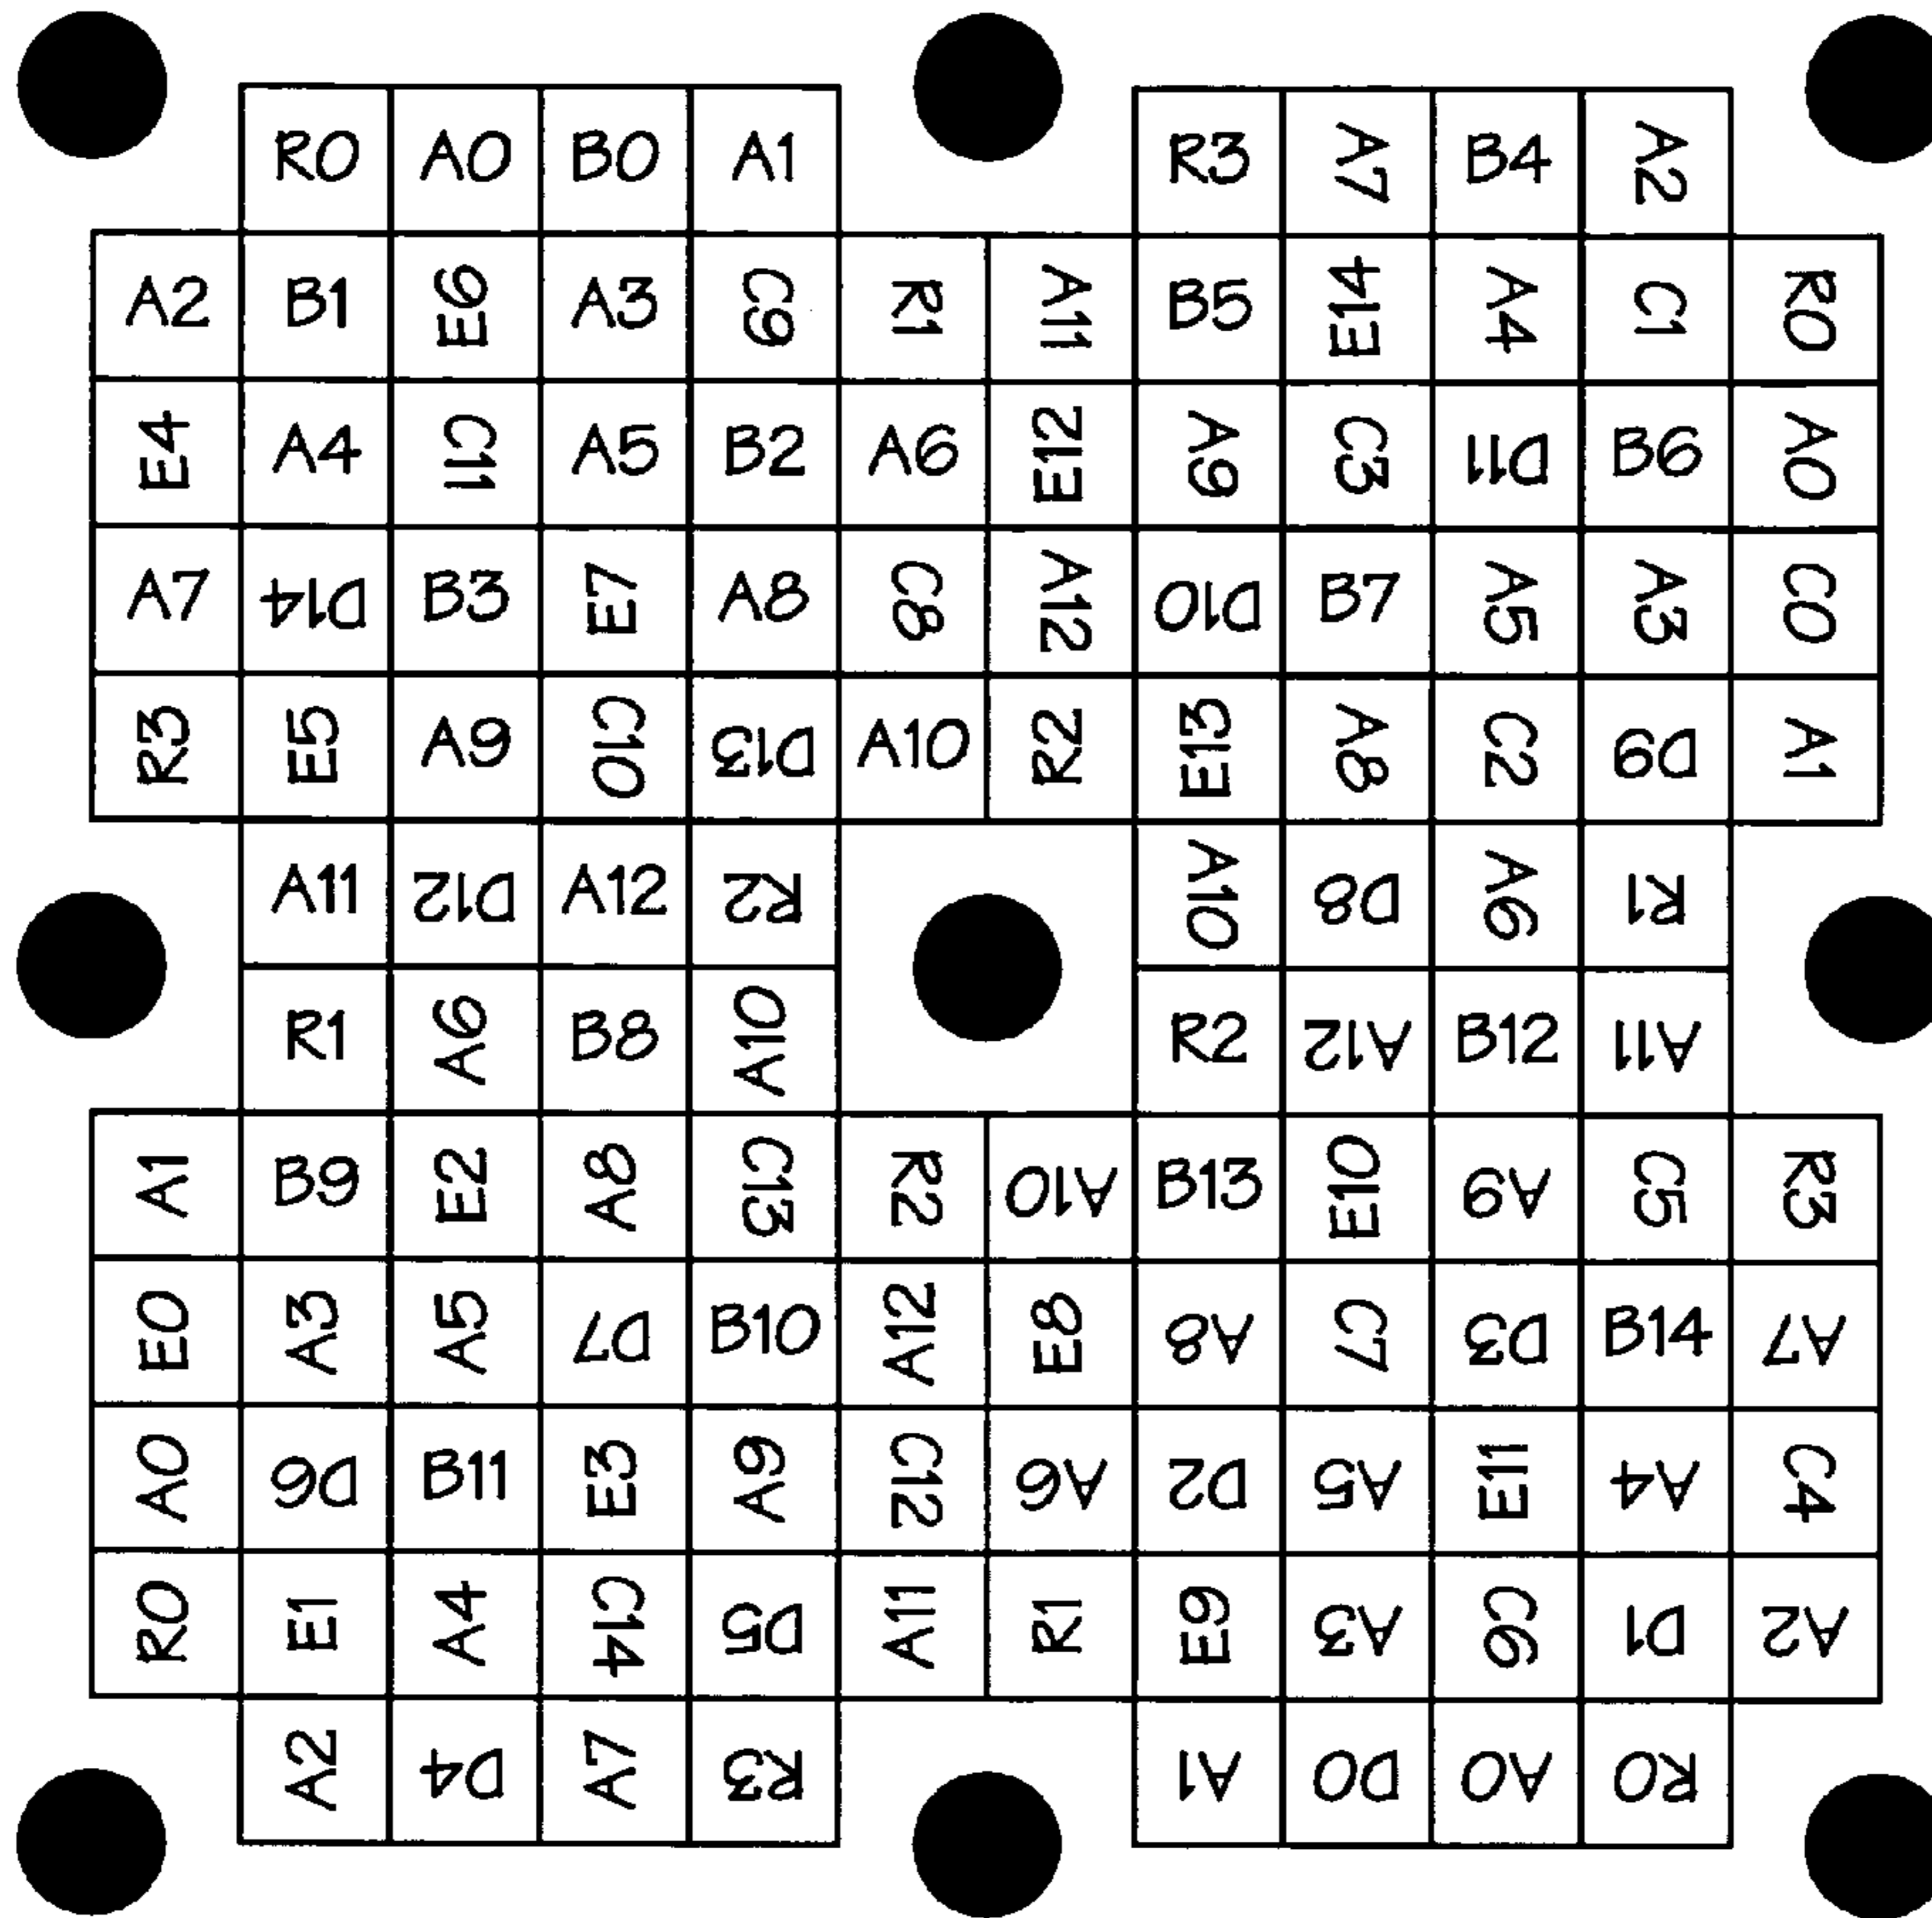 R0 A0 B0 A1 R3 A7 B4 A2
A2 B1 E6 A3 C9 R1 A11 B5 E14 A4 C1 R0
E4 A4 C11 A5 B2 A6 E12 A9 C3 D11 B6 A0
A7 D14 B3 E7 A8 C8 A12 D10 B7 A5 A3 C0
R3 E5 A9 C10 D13 A10 R2 E13 A8 C2 D9 A1
A11 D12 A12 R2 A10 D8 A6 R1
R1 A6 B8 A10 R2 A12 B12 A11
A1 B9 E2 A8 C13 R2 A10 B13 E10 A9 C5 R3
E0 A3 A5 D7 B10 A12 E8 A8 C7 D3 B14 A7
A0 D6 B11 E3 A9 C12 A6 D2 A5 E11 A4 C4
R0 E1 A4 C14 D5 A11 R1 E9 A3 C6 D1 A2
A2 D4 A7 R3 A1 D0 A0 R0